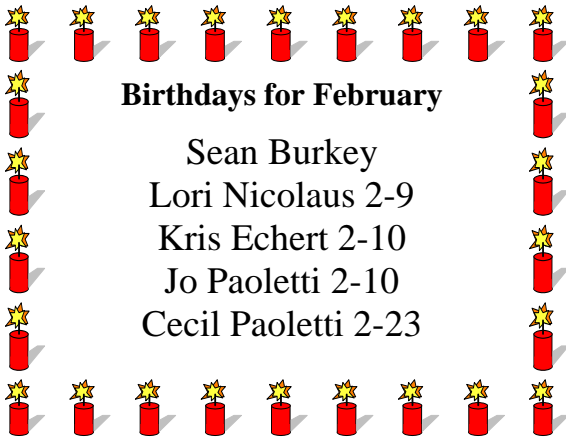 Birthdays for February
Sean Burkey
Lori Nicolaus 2-9
Kris Echert 2-10
Jo Paoletti 2-10
Cecil Paoletti 2-23